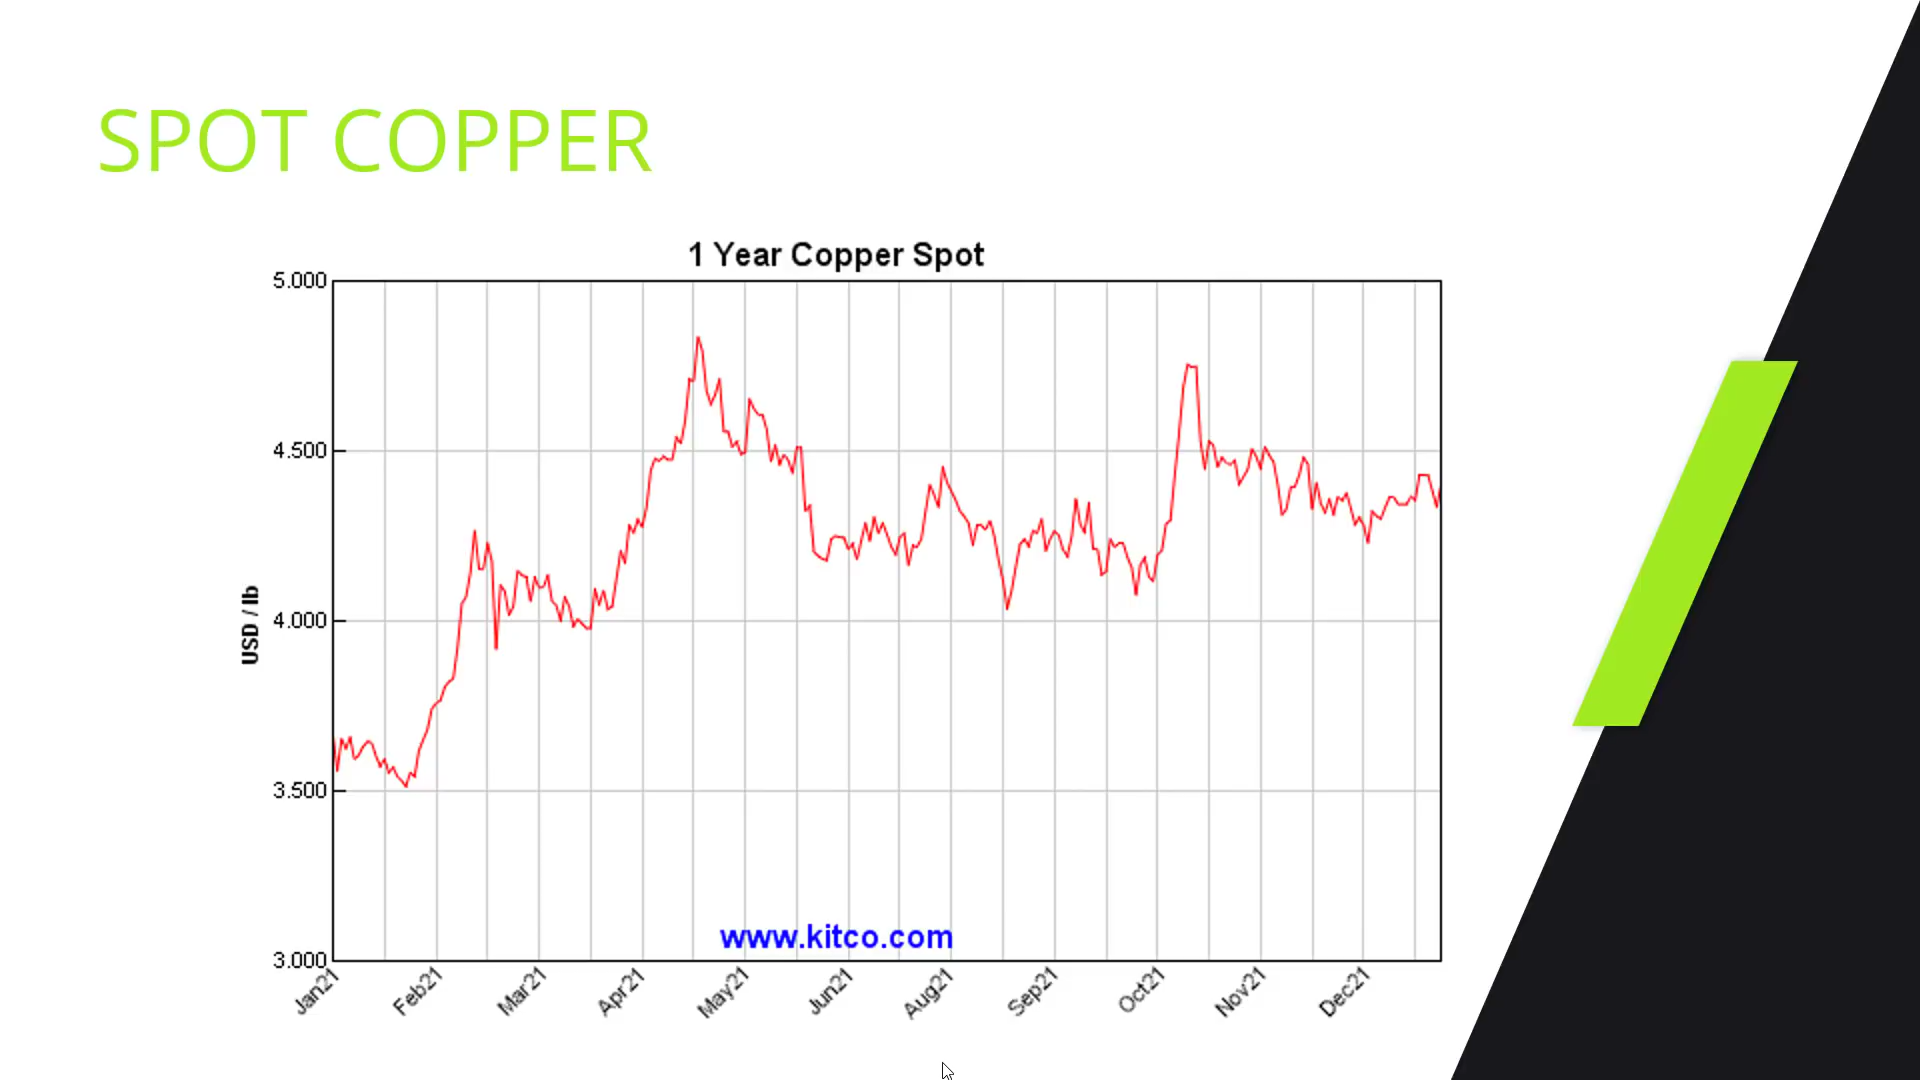 SPOT COPPER
1 Year Copper Spot
5.000
4.500
4.000
3.500
3.000
USD / lb
www.kitco.com
Jan21 Feb21 Mar21 Apr21 May21 Jun21 Aug21 Sep21 Oct21 Nov21 Dec21